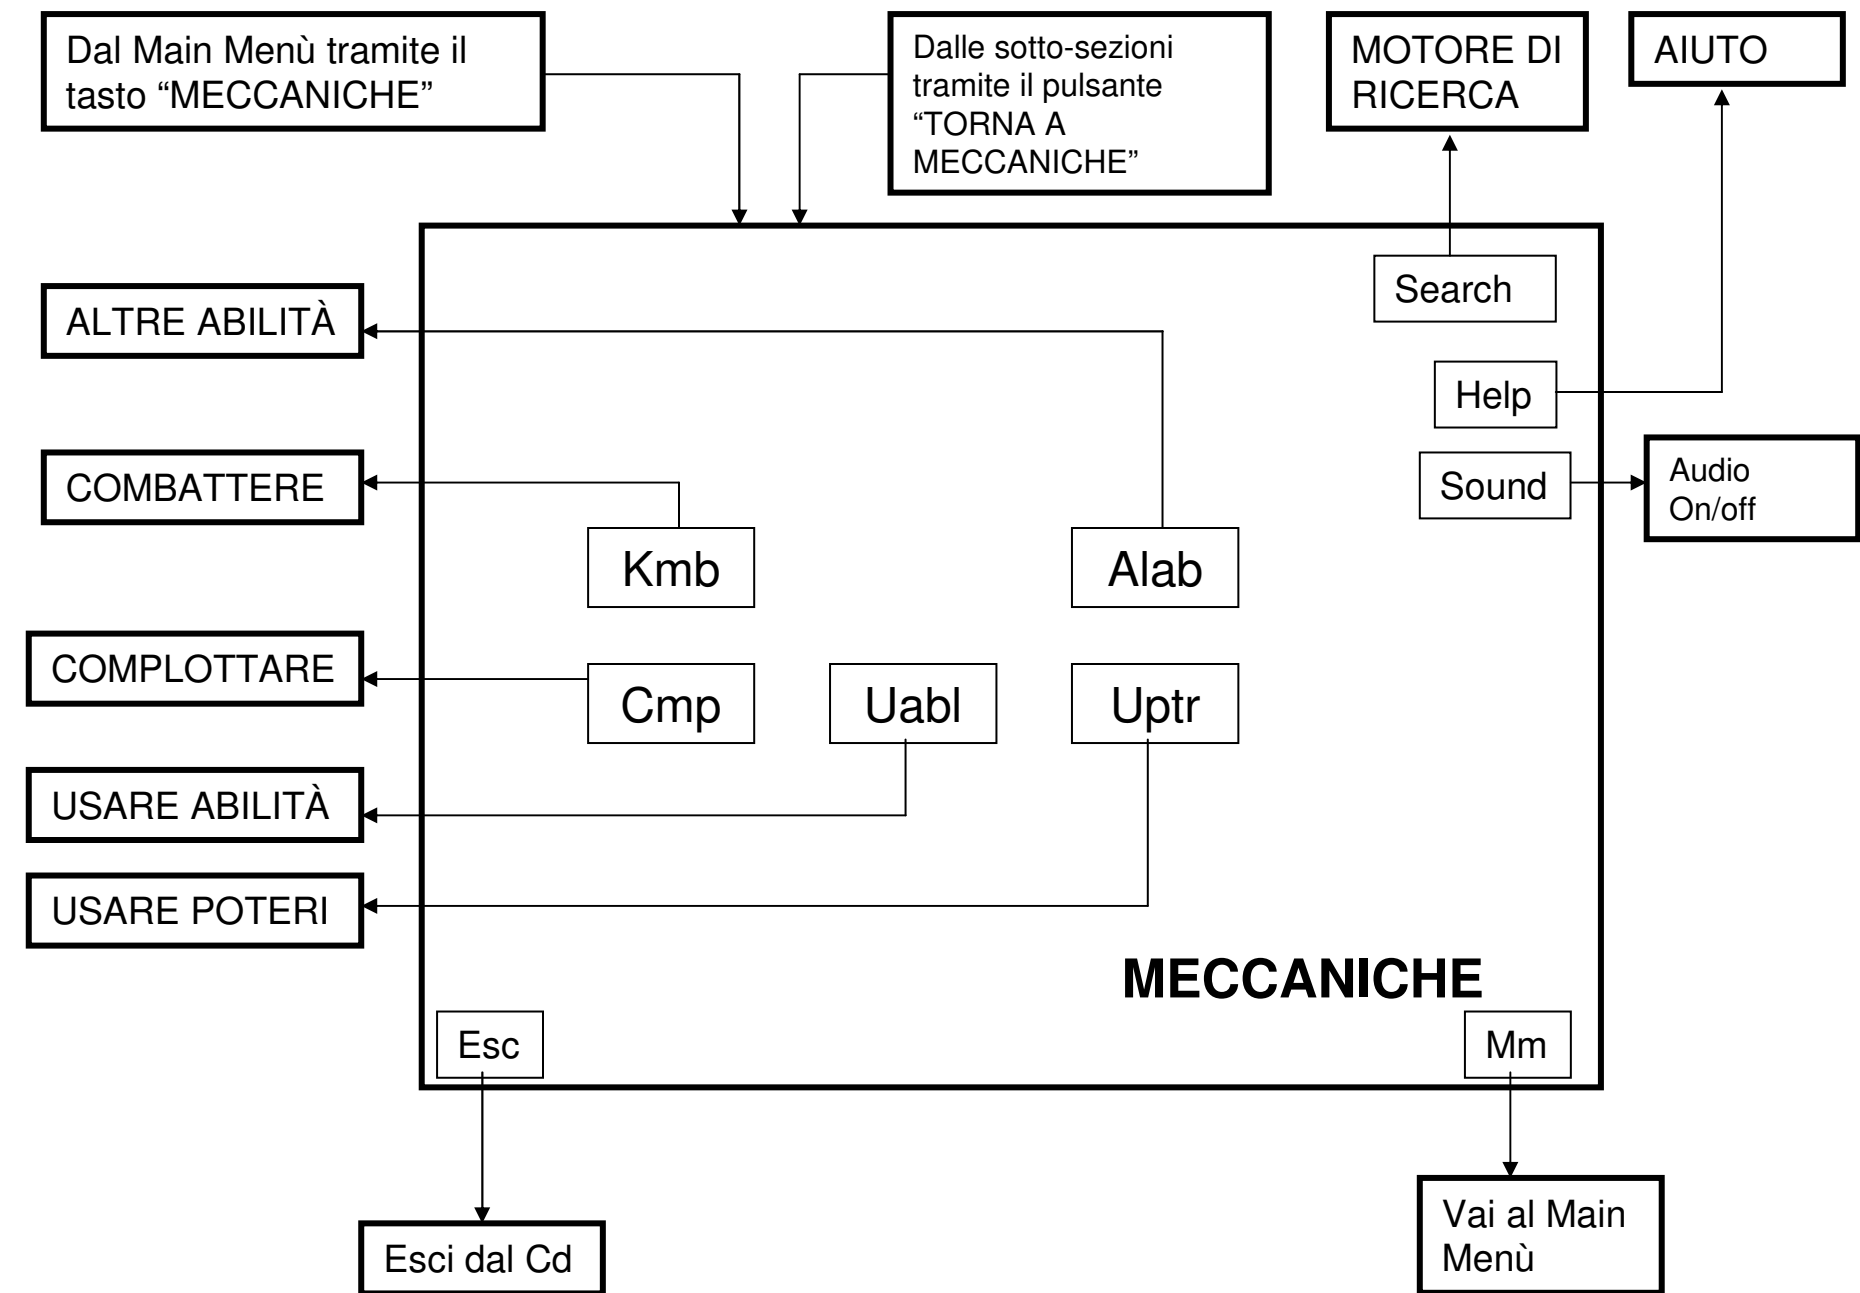 Dal Main Menù tramite il
tasto “MECCANICHE”
Dalle sotto-sezioni
tramite il pulsante
“TORNA A
MECCANICHE”
MOTORE DI
RICERCA
AIUTO
Search
ALTRE ABILITÀ
Help
COMBATTERE
Sound
Audio
On/off
Kmb
Alab
COMPLOTTARE
Cmp
Uabl
Uptr
USARE ABILITÀ
USARE POTERI
MECCANICHE
Esc
Mm
Vai al Main
Menù
Esci dal Cd